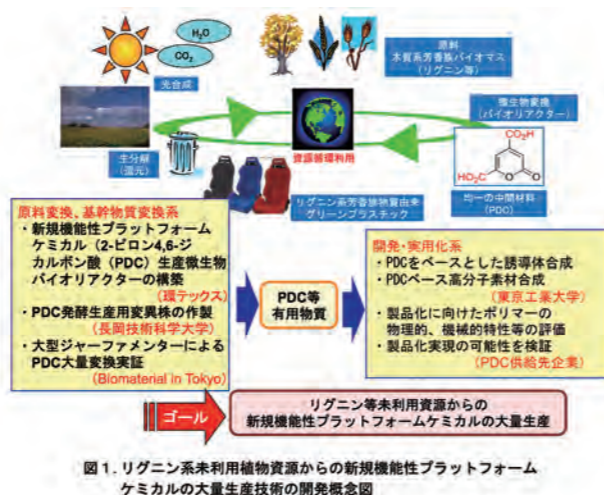 H₂O
CO₂
光合成
原料
木質系芳香族バイオマス
(リグニン等)
微生物変換
(バイオリアクター)
資源循環利用
生分解
(還元)
CO₂H
HO₂C
O
O
均一の中間材料
(PDC)
リグニン系芳香族物質由来
グリーンプラスチック
原料変換、基幹物質変換系
・新規機能性プラットフォーム
ケミカル(2-ピロン4,6-ジ
カルボン酸(PDC)生産微生物
バイオリアクターの構築
(環テックス)
・PDC発酵生産用変異株の作製
(長岡技術科学大学)
・大型ジャーファメンターによる
PDC大量変換実証
(Biomaterial in Tokyo)
PDC等
有用物質
開発・実用化系
・PDCをベースとした誘導体合成
・PDCベース高分子素材合成
(東京工業大学)
・製品化に向けたポリマーの
物理的、機械的特性等の評価
・製品化実現の可能性を検証
(PDC供給先企業)
ゴール
リグニン等未利用資源からの
新規機能性プラットフォームケミカルの大量生産
図1. リグニン系未利用植物資源からの新規機能性プラットフォーム
ケミカルの大量生産技術の開発概念図